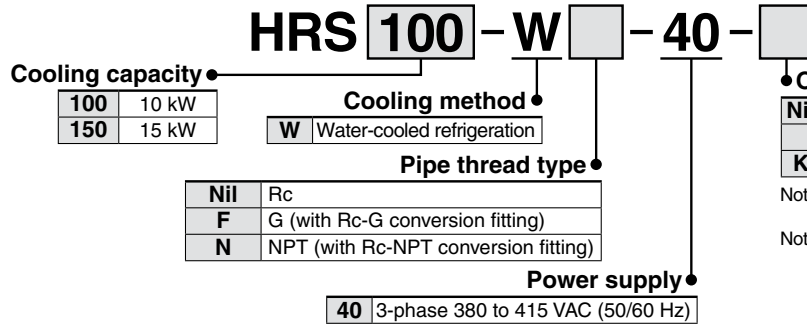 HRS 100 – W – 40 –
Cooling capacity
100 10 kW
150 15 kW
Cooling method
W Water-cooled refrigeration
Pipe thread type
Nil Rc
F G (with Rc-G conversion fitting)
N NPT (with Rc-NPT conversion fitting)
Power supply
40 3-phase 380 to 415 VAC (50/60 Hz)
K